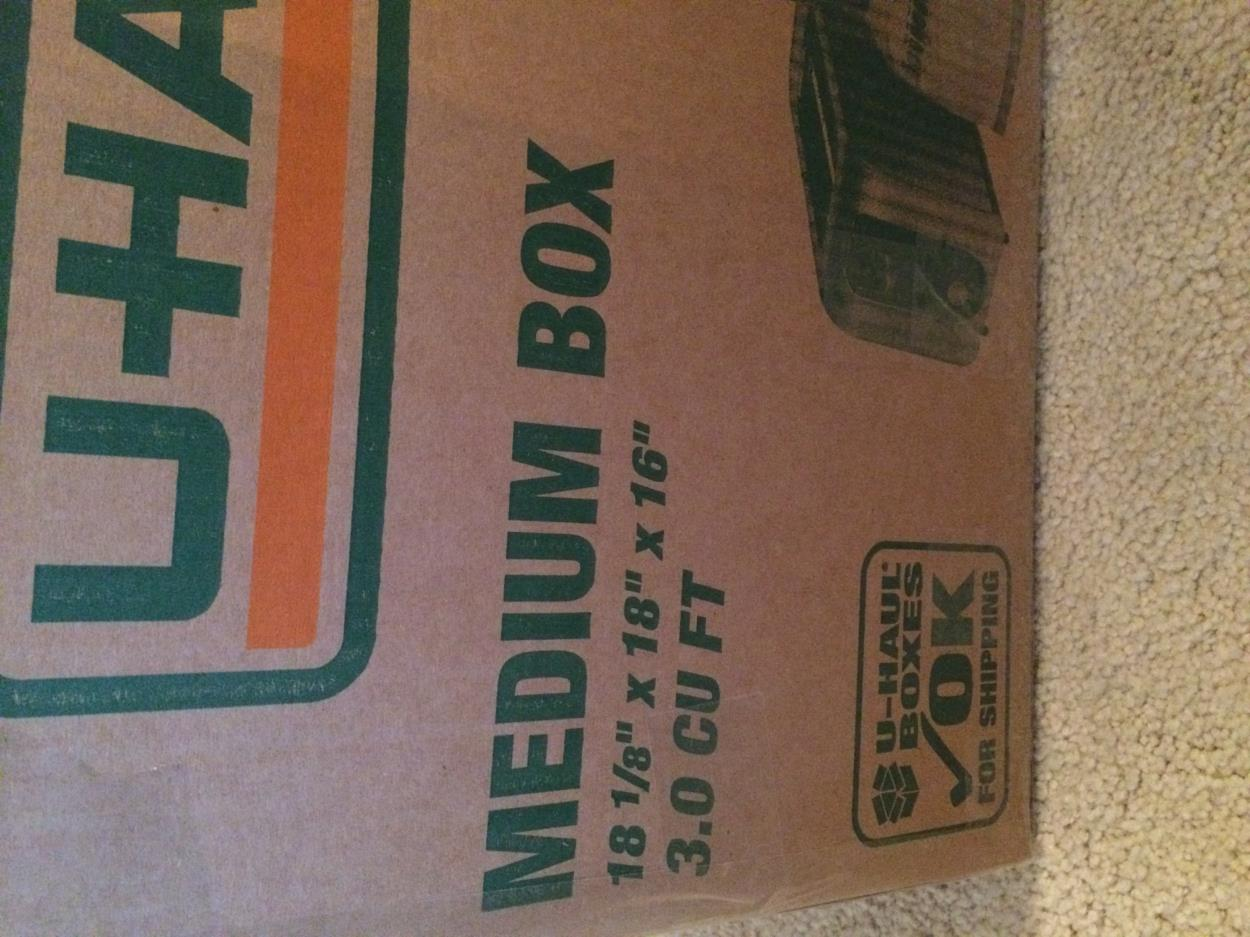 U-HA
MEDIUM BOX
18 1/8" x 18" x 16"
3.0 CU FT
U-HAUL®
BOXES
√OK
FOR SHIPPING